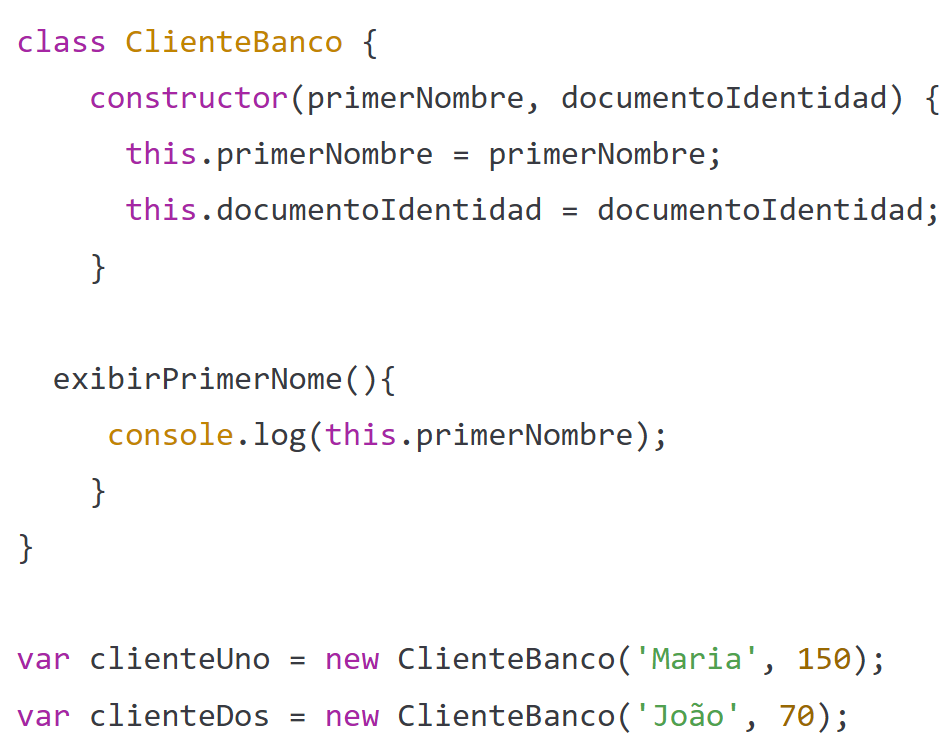 class ClienteBanco {
    constructor(primerNombre, documentoIdentidad) {
      this.primerNombre = primerNombre;
      this.documentoIdentidad = documentoIdentidad;
    }

  exibirPrimerNome(){
     console.log(this.primerNombre);
    }
}

var clienteUno = new ClienteBanco('Maria', 150);
var clienteDos = new ClienteBanco('João', 70);